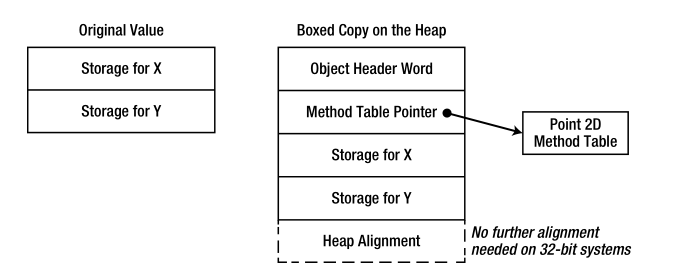 Original Value
Storage for X
Storage for Y
Boxed Copy on the Heap
Object Header Word
Method Table Pointer
Storage for X
Storage for Y
Heap Alignment
Point 2D
Method Table
No further alignment
needed on 32-bit systems